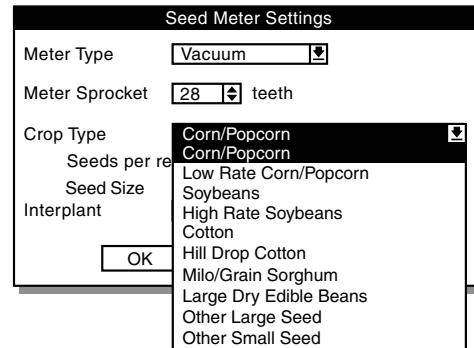 Seed Meter Settings
Meter Type Vacuum
Meter Sprocket 28 teeth
Crop Type Corn/Popcorn
Corn/Popcorn
Seeds per re
Low Rate Corn/Popcorn
Seed Size Soybeans
Interplant High Rate Soybeans
Cotton
OK Hill Drop Cotton
Milo/Grain Sorghum
Large Dry Edible Beans
Other Large Seed
Other Small Seed